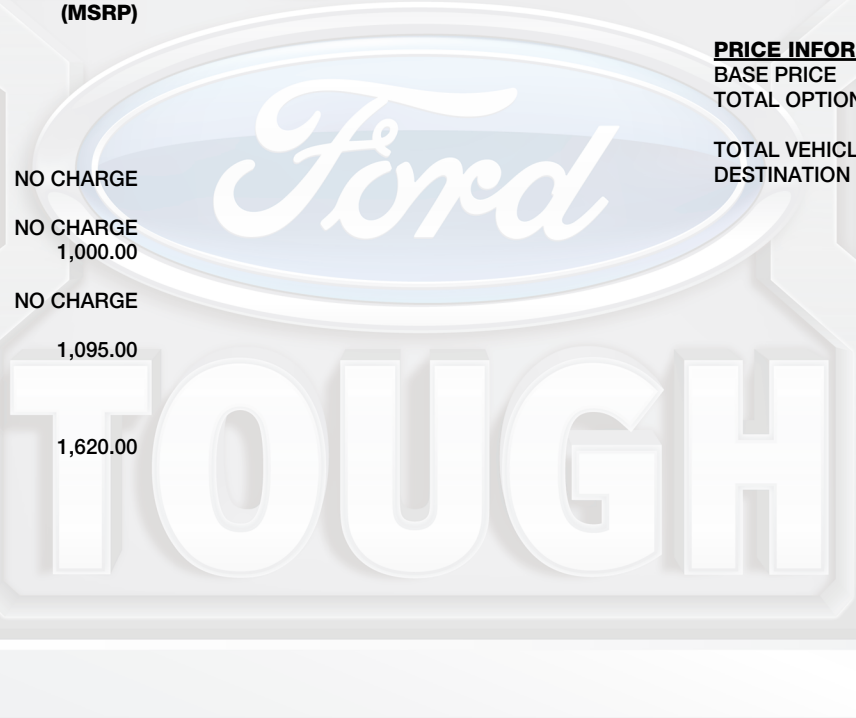 (MSRP)
NO CHARGE
NO CHARGE
1,000.00
NO CHARGE
1,095.00
1,620.00
PRICE INFOR
BASE PRICE
TOTAL OPTION
TOTAL VEHICL
DESTINATION
Ford
TOUGH